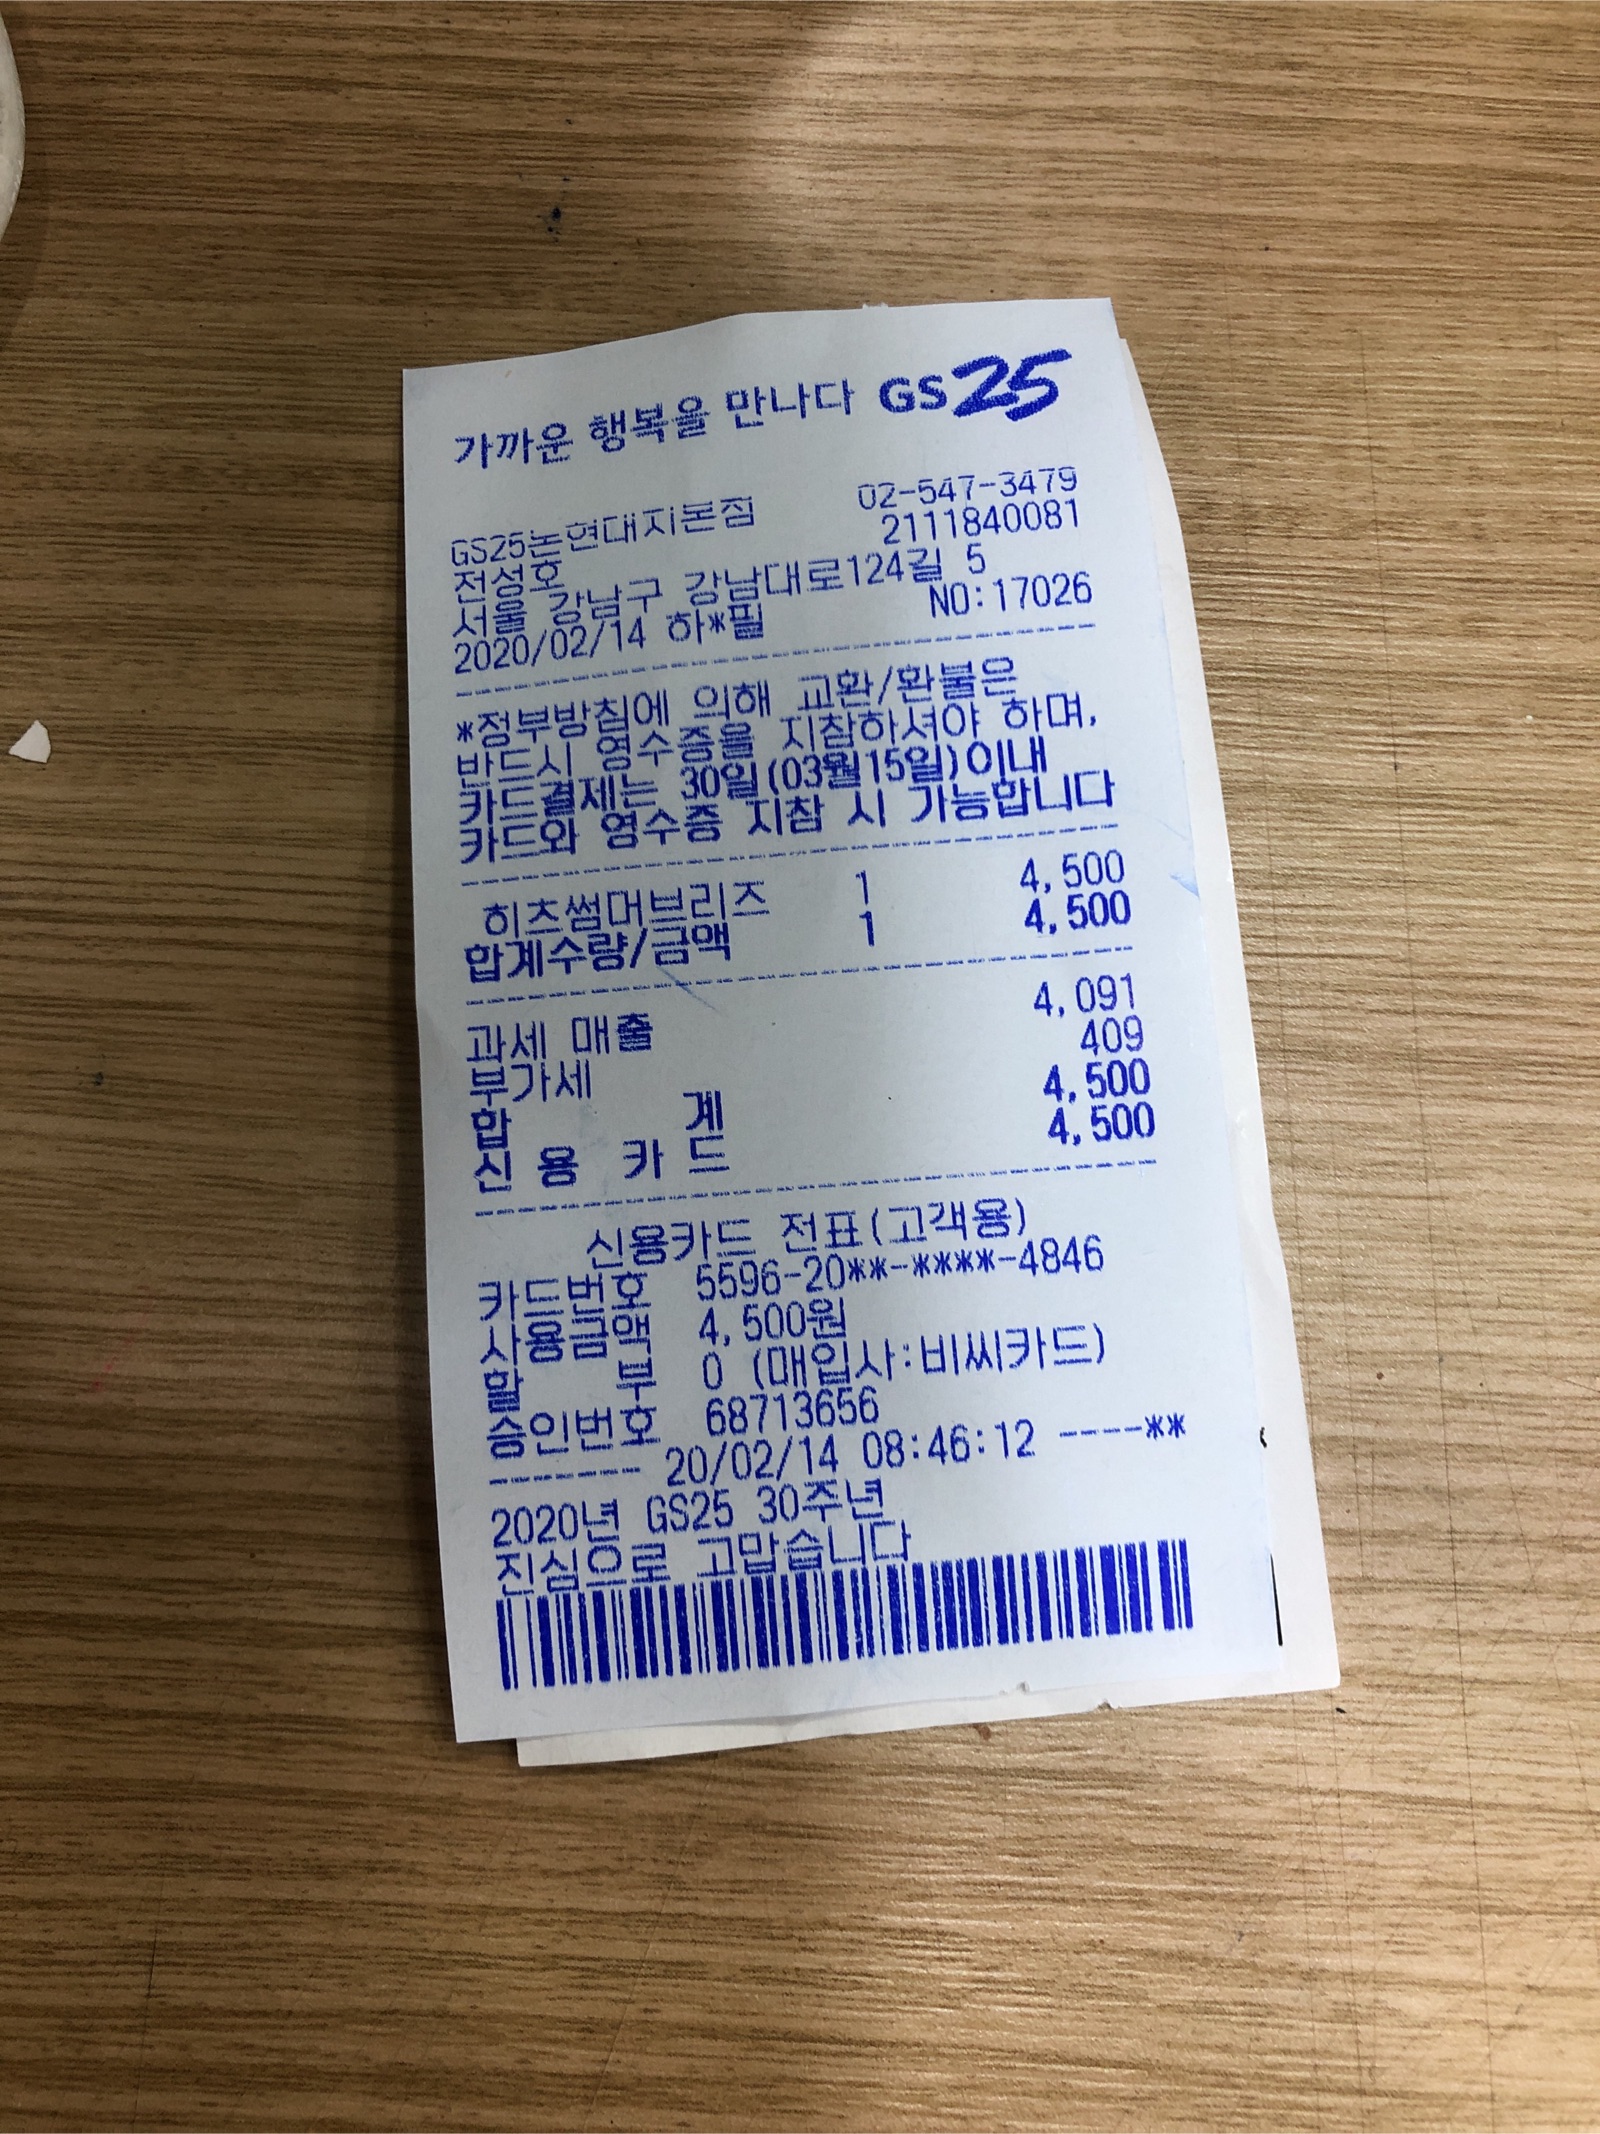 가까운 행복을 만나다 GS25
GS25논현대지본점 02-547-3479
전성호 2111840081
서울 강남구 강남대로124길 5
2020/02/14 하*필 NO:17026
*정부방침에 의해 교환/환불은
반드시 영수증을 지참하셔야 하며,
카드결제는 30일(03월15일)이내
카드와 영수증 지참 시 가능합니다
히츠썸머브리즈 1 4,500
합계수량/금액 1 4,500
과세 매출 4,091
부가세 409
합 계 4,500
신 용 카 드 4,500
신용카드 전표(고객용)
카드번호 5596-20**-****-4846
사용금액 4,500원
할 부 0 (매입사:비씨카드)
승인번호 68713656
------- 20/02/14 08:46:12 ----**
2020년 GS25 30주년
진심으로 고맙습니다